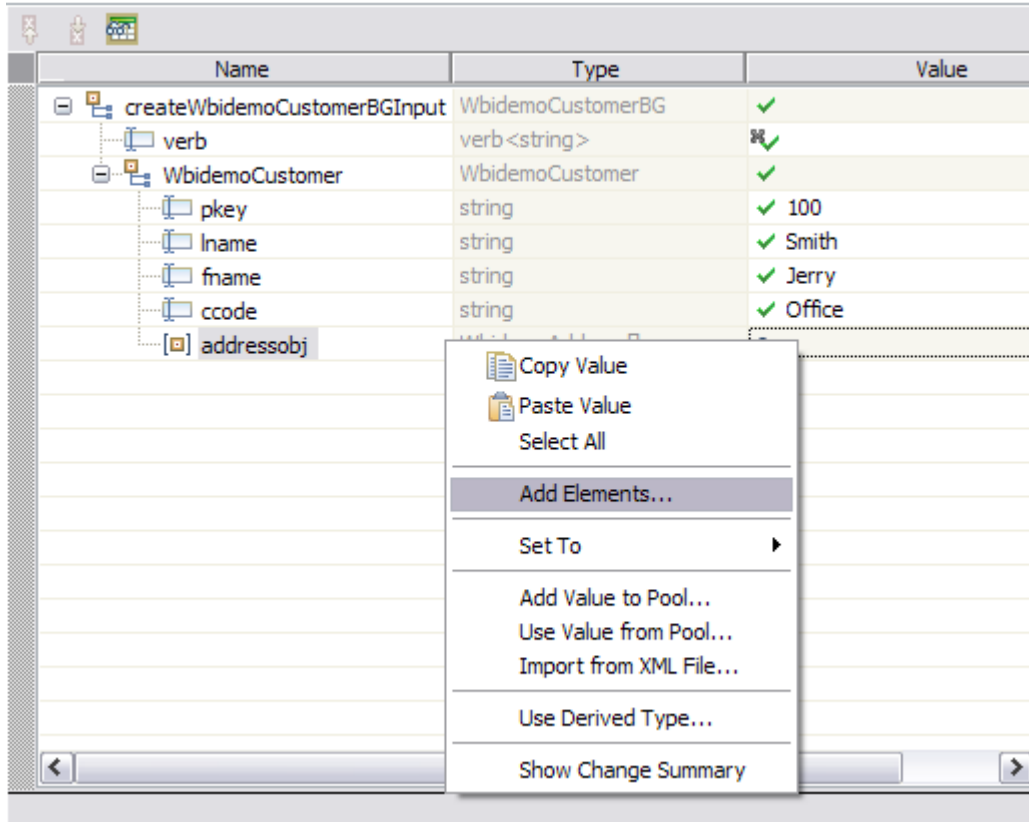 Name Type Value
createWbidemoCustomerBGInput WbidemoCustomerBG
verb verb<string>
WbidemoCustomer WbidemoCustomer
pkey string 100
lname string Smith
fname string Jerry
ccode string Office
addressobj
Copy Value
Paste Value
Select All
Add Elements...
Set To
Add Value to Pool...
Use Value from Pool...
Import from XML File...
Use Derived Type...
Show Change Summary